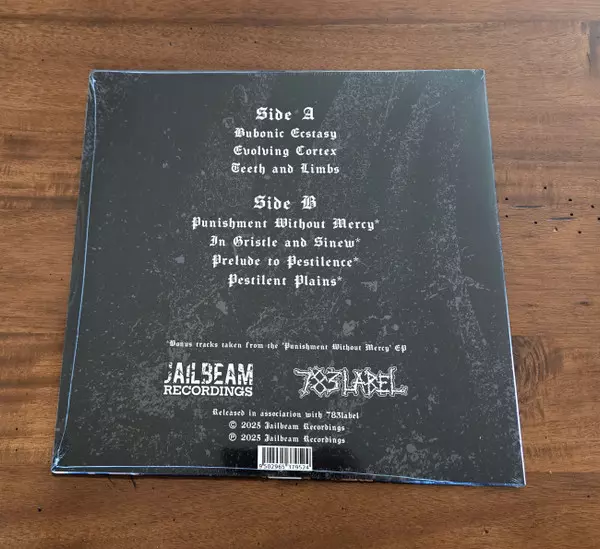 Side A
Bubonic Ecstasy
Evolving Cortex
Teeth and Limbs
Side B
Punishment Without Mercy*
In Gristle and Sinew*
Prelude to Pestilence*
Pestilent Plains*
*Bonus tracks taken from the 'Punishment Without Mercy' EP
JAILBEAM
RECORDINGS
783LABEL
Released in association with 783label
© 2025 Jailbeam Recordings
℗ 2025 Jailbeam Recordings